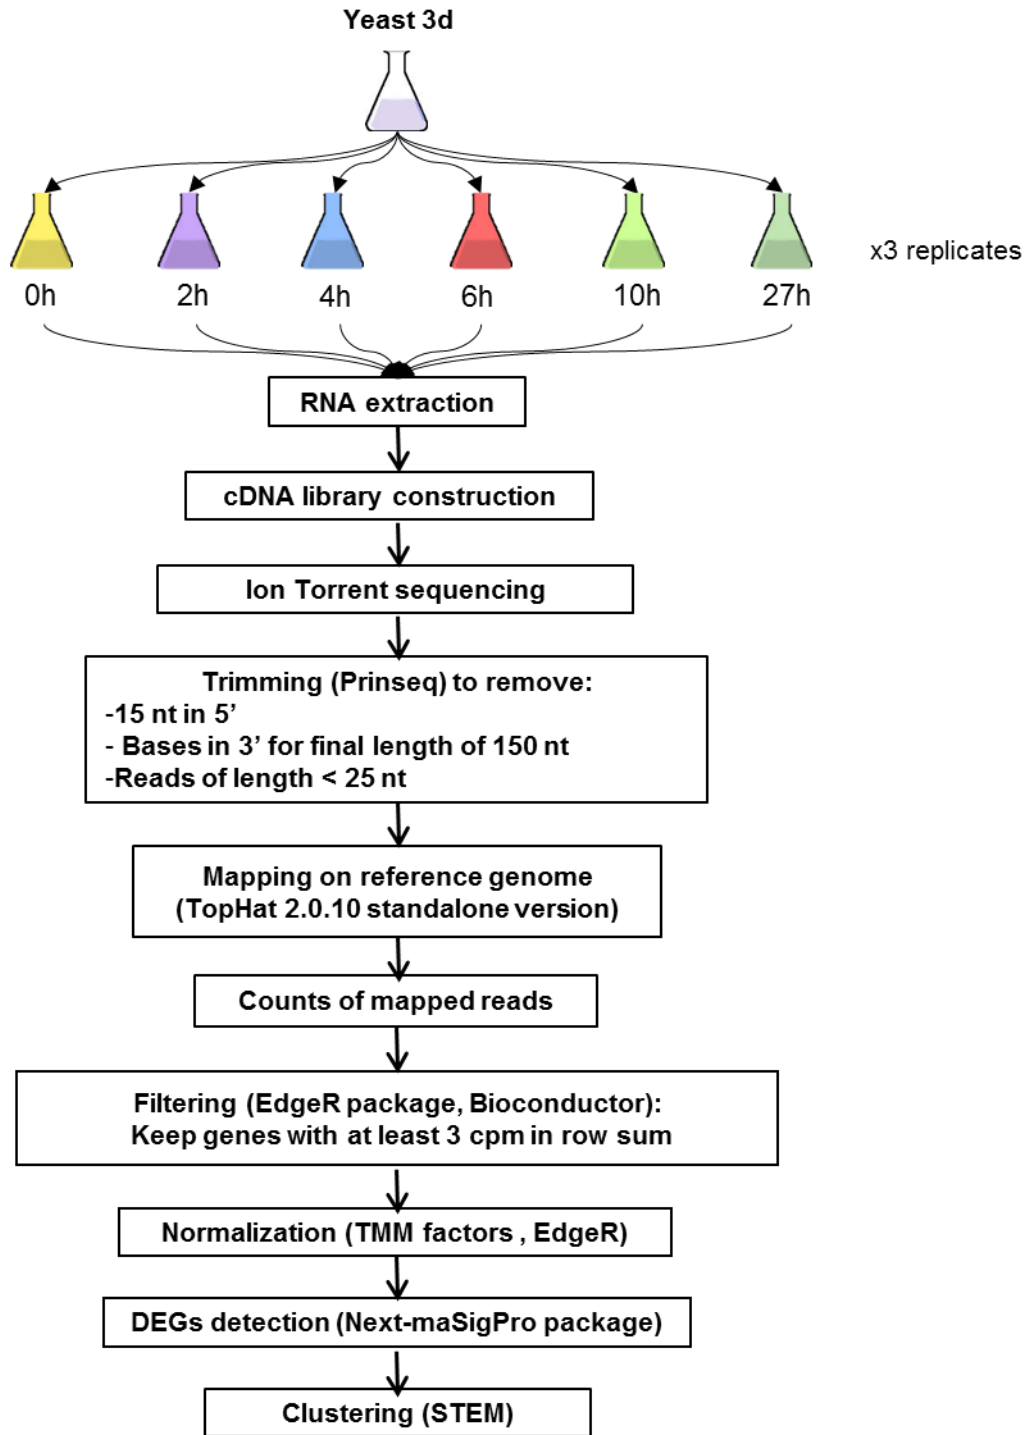 Yeast 3d
x3 replicates
0h 2h 4h 6h 10h 27h
RNA extraction
cDNA library construction
Ion Torrent sequencing
Trimming (Prinseq) to remove:
-15 nt in 5’
- Bases in 3’ for final length of 150 nt
-Reads of length < 25 nt
Mapping on reference genome
(TopHat 2.0.10 standalone version)
Counts of mapped reads
Filtering (EdgeR package, Bioconductor):
Keep genes with at least 3 cpm in row sum
Normalization (TMM factors , EdgeR)
DEGs detection (Next-maSigPro package)
Clustering (STEM)